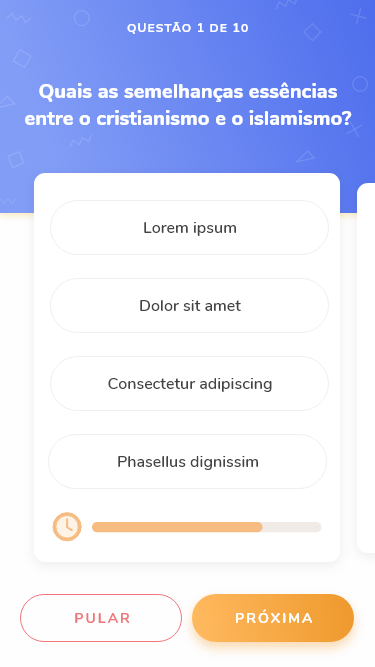 QUESTÃO 1 DE 10
Quais as semelhanças essências
entre o cristianismo e o islamismo?
Lorem ipsum
Dolor sit amet
Consectetur adipiscing
Phasellus dignissim
PULAR
PRÓXIMA